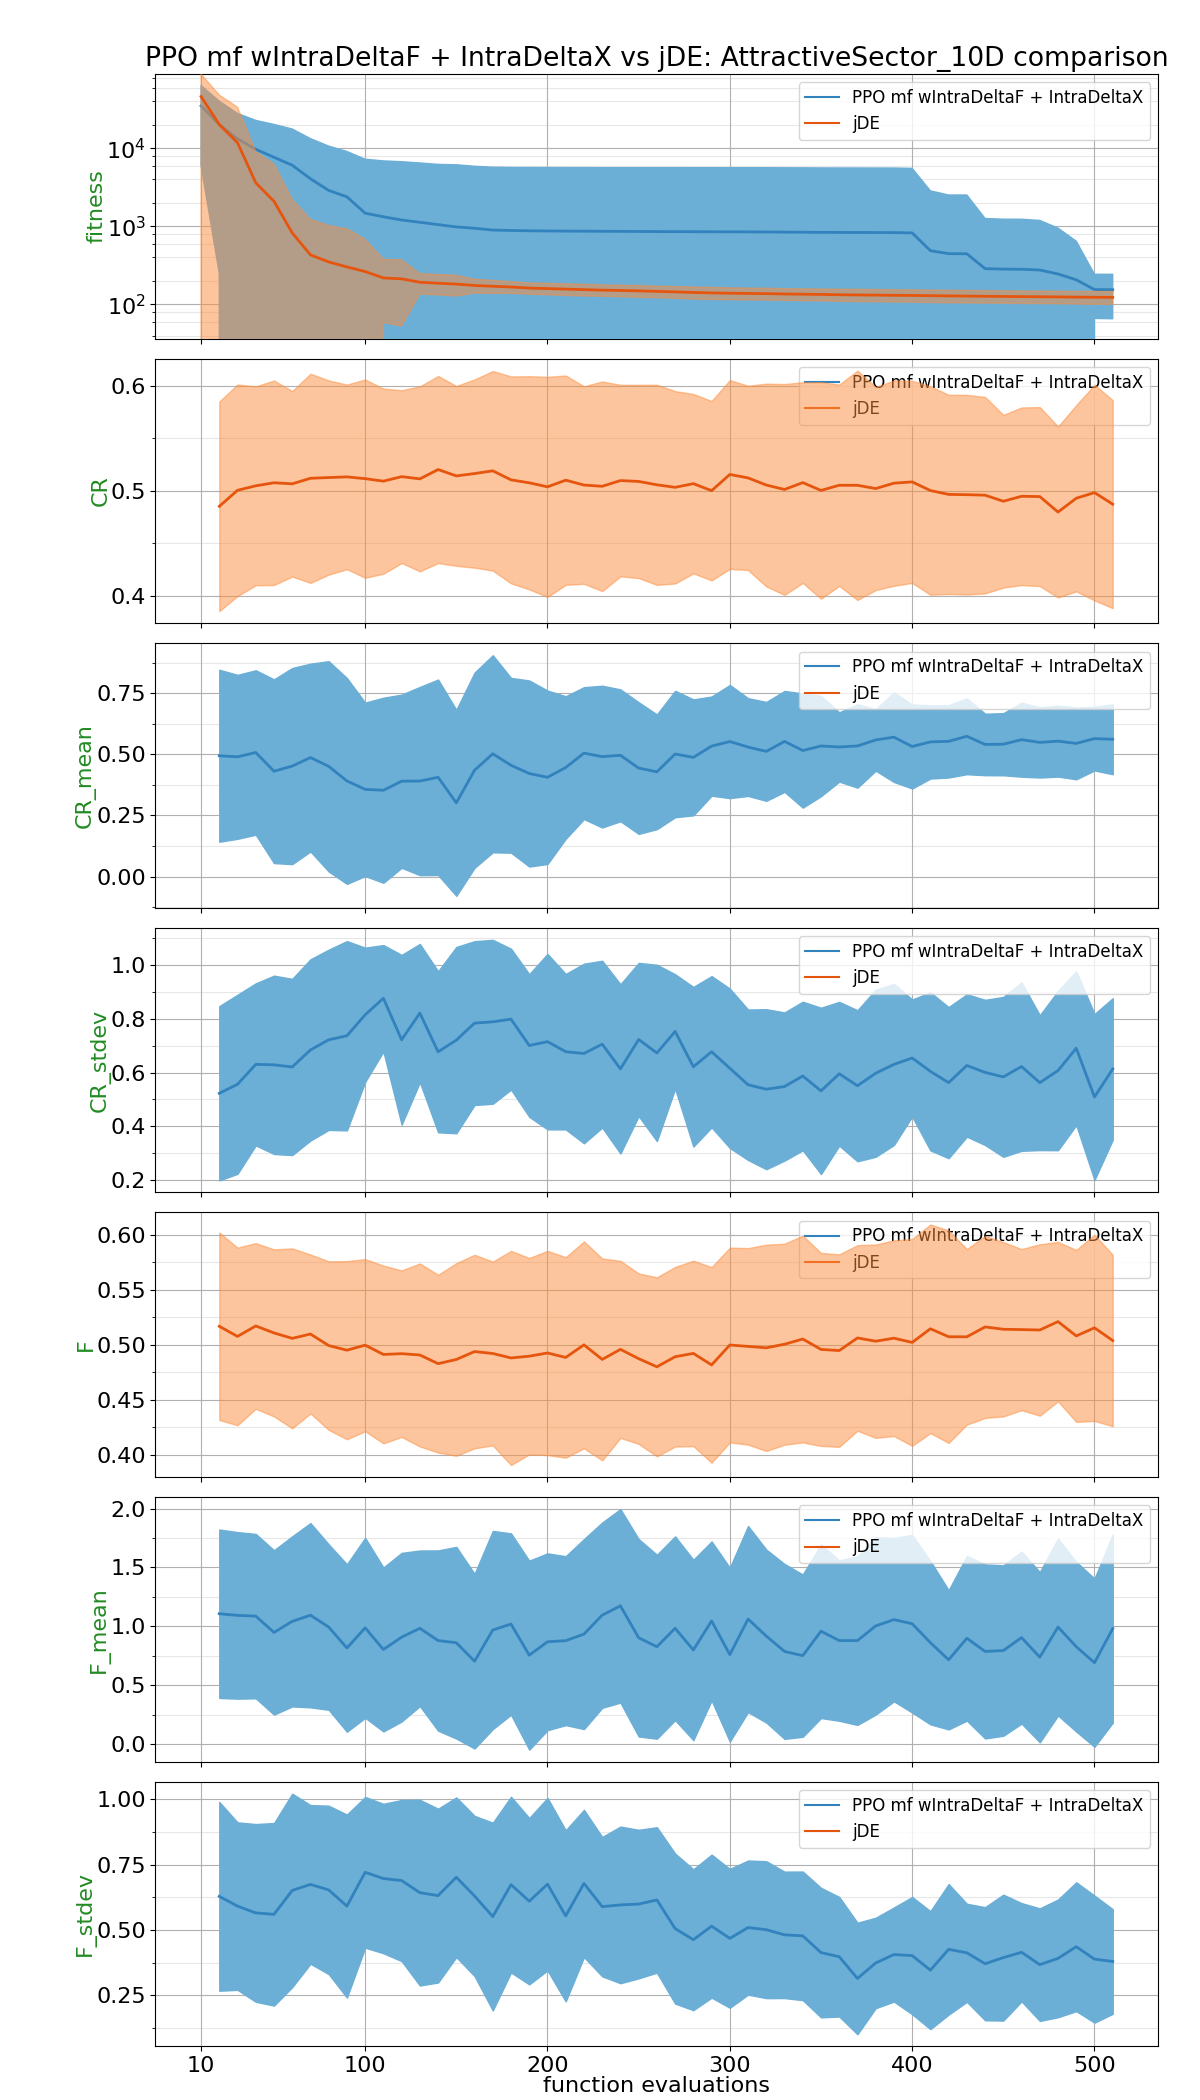 PPO mf wIntraDeltaF + IntraDeltaX vs jDE: AttractiveSector_10D comparison
fitness
10^4
10^3
10^2
PPO mf wIntraDeltaF + IntraDeltaX
jDE
CR
0.6
0.5
0.4
PPO mf wIntraDeltaF + IntraDeltaX
jDE
CR_mean
0.75
0.50
0.25
0.00
PPO mf wIntraDeltaF + IntraDeltaX
jDE
CR_stdev
1.0
0.8
0.6
0.4
0.2
PPO mf wIntraDeltaF + IntraDeltaX
jDE
F
0.60
0.55
0.50
0.45
0.40
PPO mf wIntraDeltaF + IntraDeltaX
jDE
F_mean
2.0
1.5
1.0
0.5
0.0
PPO mf wIntraDeltaF + IntraDeltaX
jDE
F_stdev
1.00
0.75
0.50
0.25
PPO mf wIntraDeltaF + IntraDeltaX
jDE
10 100 200 300 400 500
function evaluations